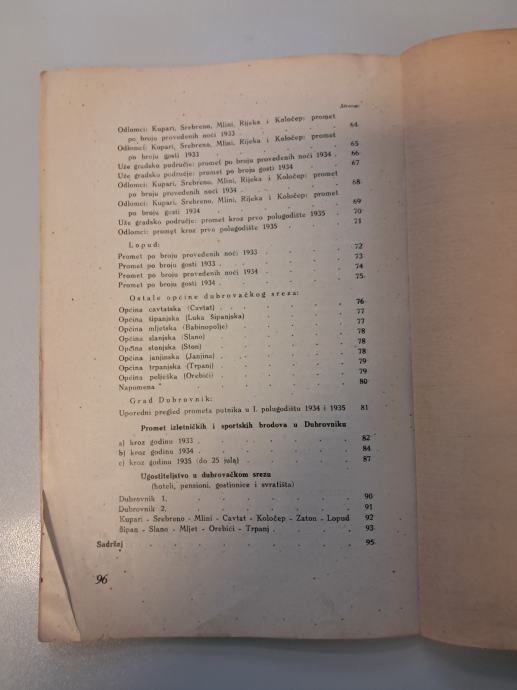 Strana:
Odlomci: Kupari, Srebreno, Mlini, Rijeka i Koločep: promet
po broju provedenih noći 1933 . . . . . . 64
Odlomci: Kupari, Srebreno, Mlini, Rijeka i Koločep: promet
po broju gosti 1933 . . . . . . 65
Uže gradsko područje: promet po broju provedenih noći 1934 . 66
Uže gradsko područje: promet po broju gosti 1934 . . 67
Odlomci: Kupari, Srebreno, Mlini, Rijeka i Koločep: promet
po broju provedenih noći 1934 . . . . . . 68
Odlomci: Kupari, Srebreno, Mlini, Rijeka i Koločep: promet
po broju gosti 1934 . . . . . . 69
Uže gradsko područje: promet kroz prvo polugodište 1935 . 70
Odlomci: promyt kroz prvo polugodište 1935 . . . 71
Lopud:
Promet po broju provedenih noći 1933 . . . . 72
Promet po broju gosti 1933 . . . . . 73
Promet po broju provedenih noći 1934 . . . . 74
Promet po broju gosti 1934 . . . . . 75
Ostale općine dubrovačkog sreza:
Općina cavtatska (Cavtat) . . . . . 76
Općina šipanjska (Luka Šipanjska) . . . . 77
Općina mljetska (Babinopolje) . . . . . 77
Općina slanjska (Slano) . . . . . 78
Općina stonjska (Ston) . . . . . 78
Općina janjinska (Janjina) . . . . . 78
Općina trpanjska (Trpanj) . . . . . 79
Općina pelješka (Orebići) . . . . . 79
Napomena . . . . . . 80
Grad Dubrovnik:
Uporedni pregled prometa putnika u I. polugodištu 1934 i 1935 81
Promet izletničkih i sportskih brodova u Dubrovniku
a) kroz godinu 1933 . . . . . . 82
b) kroz godinu 1934 . . . . . . 84
c) kroz godinu 1935 (do 25 jula) . . . . 87
Ugostiteljstvo u dubrovačkom srezu
(hoteli, pensioni, gostionice i svratišta)
Dubrovnik 1. . . . . . . 90
Dubrovnik 2. . . . . . . 91
Kupari - Srebreno - Mlini - Cavtat - Koločep - Zaton - Lopud 92
Šipan - Slano - Mljet - Orebići - Trpanj . . . . 93
Sadržaj . . . . . . . 95
96